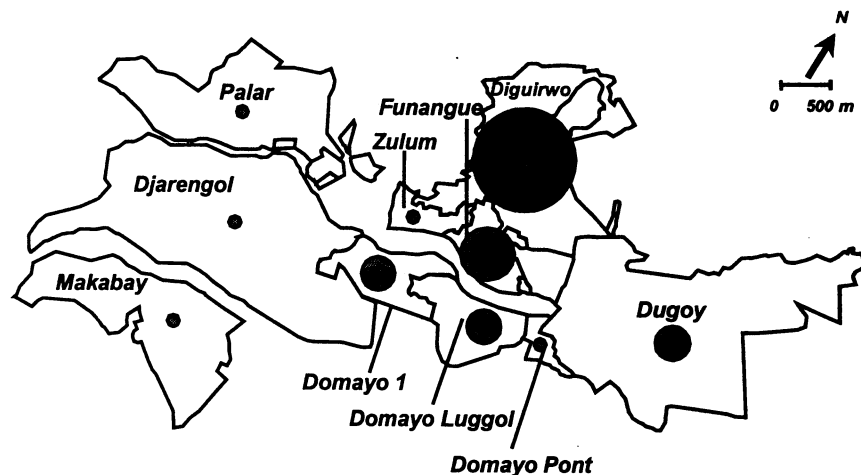 N
0 500 m
Diguirwo
Palar
Funangue
Zulum
Djarengol
Makabay
Dugoy
Domayo 1
Domayo Luggol
Domayo Pont